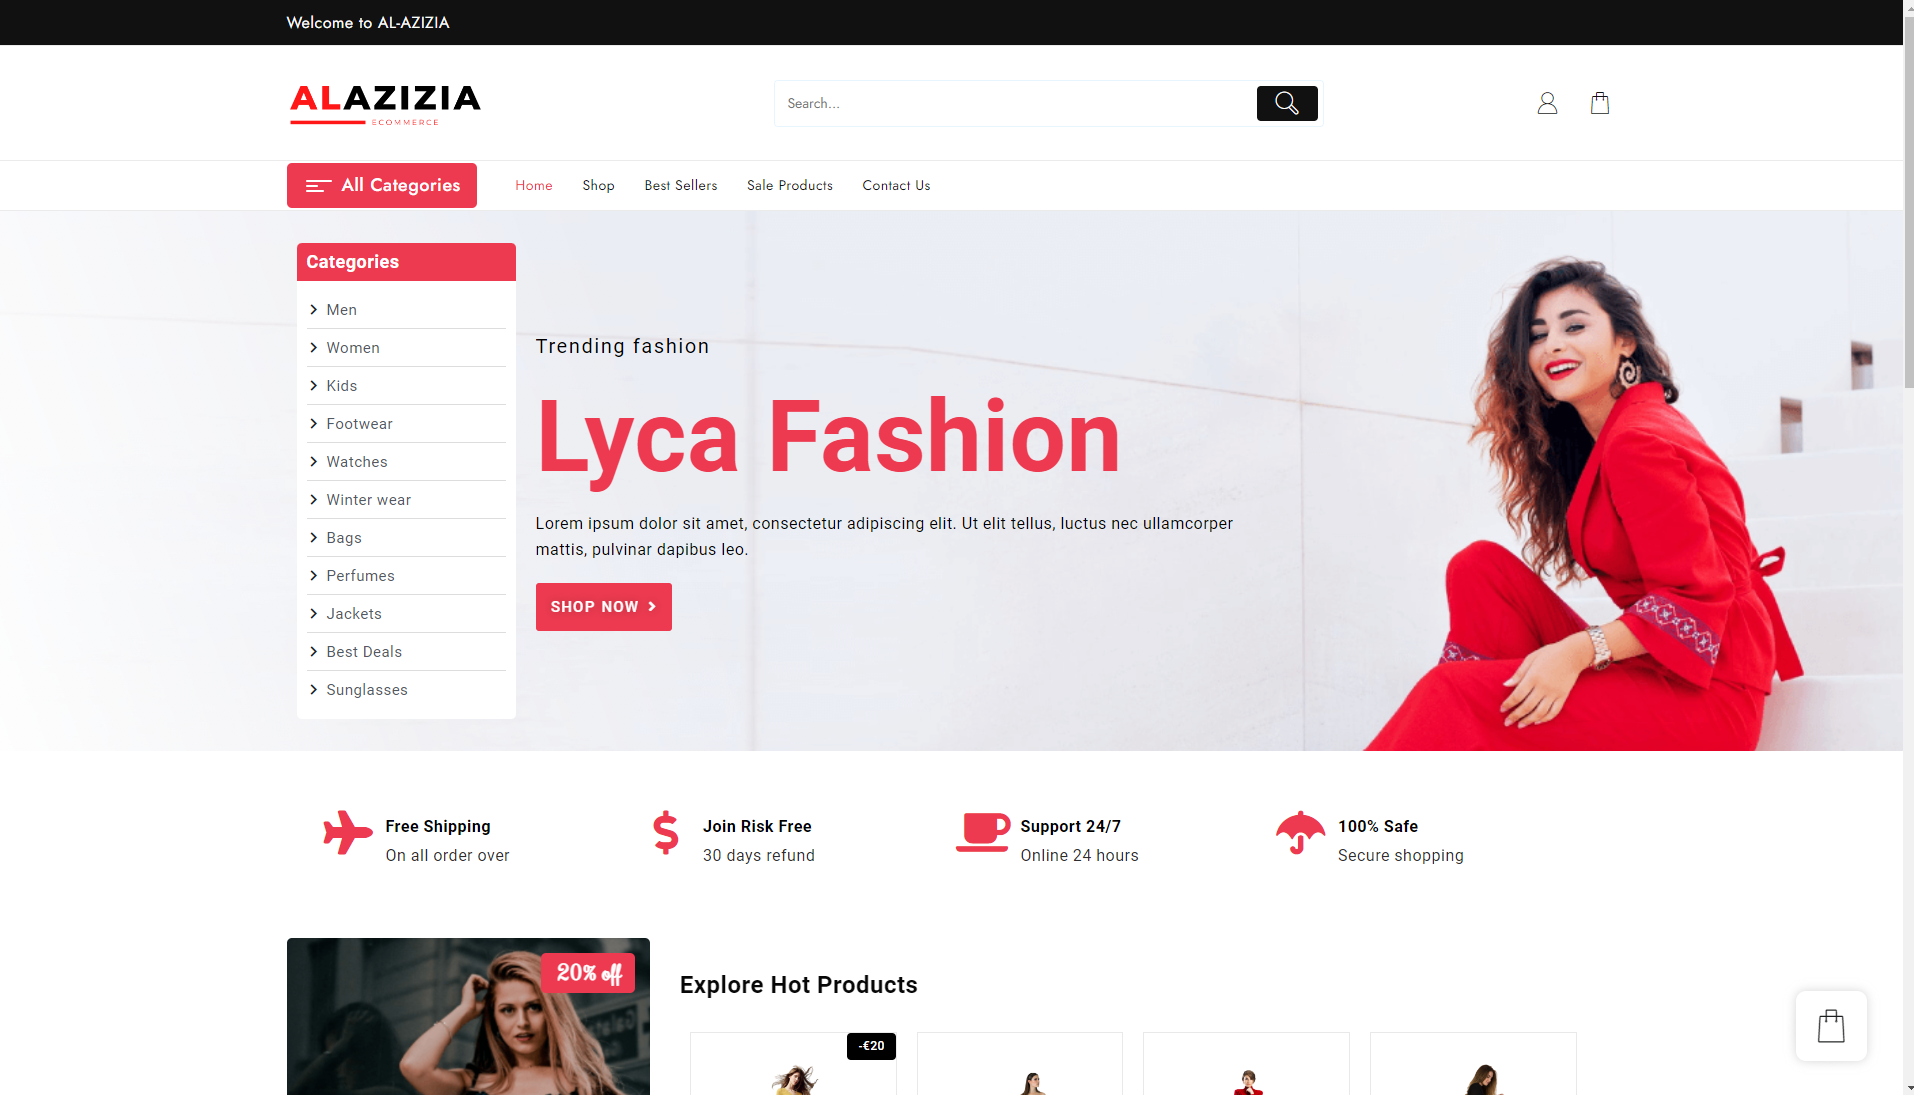 Welcome to AL-AZIZIA
ALAZIZIA
ECOMMERCE
Search...
All Categories
Home
Shop
Best Sellers
Sale Products
Contact Us
Categories
Men
Women
Kids
Footwear
Watches
Winter wear
Bags
Perfumes
Jackets
Best Deals
Sunglasses
Trending fashion
Lyca Fashion
Lorem ipsum dolor sit amet, consectetur adipiscing elit. Ut elit tellus, luctus nec ullamcorper
mattis, pulvinar dapibus leo.
SHOP NOW
Free Shipping
On all order over
Join Risk Free
30 days refund
Support 24/7
Online 24 hours
100% Safe
Secure shopping
20% off
Explore Hot Products
-€20